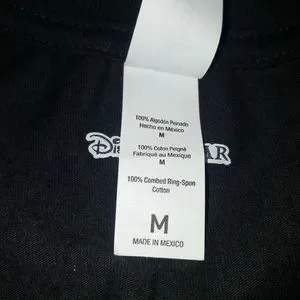 100% Algodón Peinado
Hecho en México
M
100% Coton Peigné
Fabriqué au Mexique
M
100% Combed Ring-Spun
Cotton
M
MADE IN MEXICO